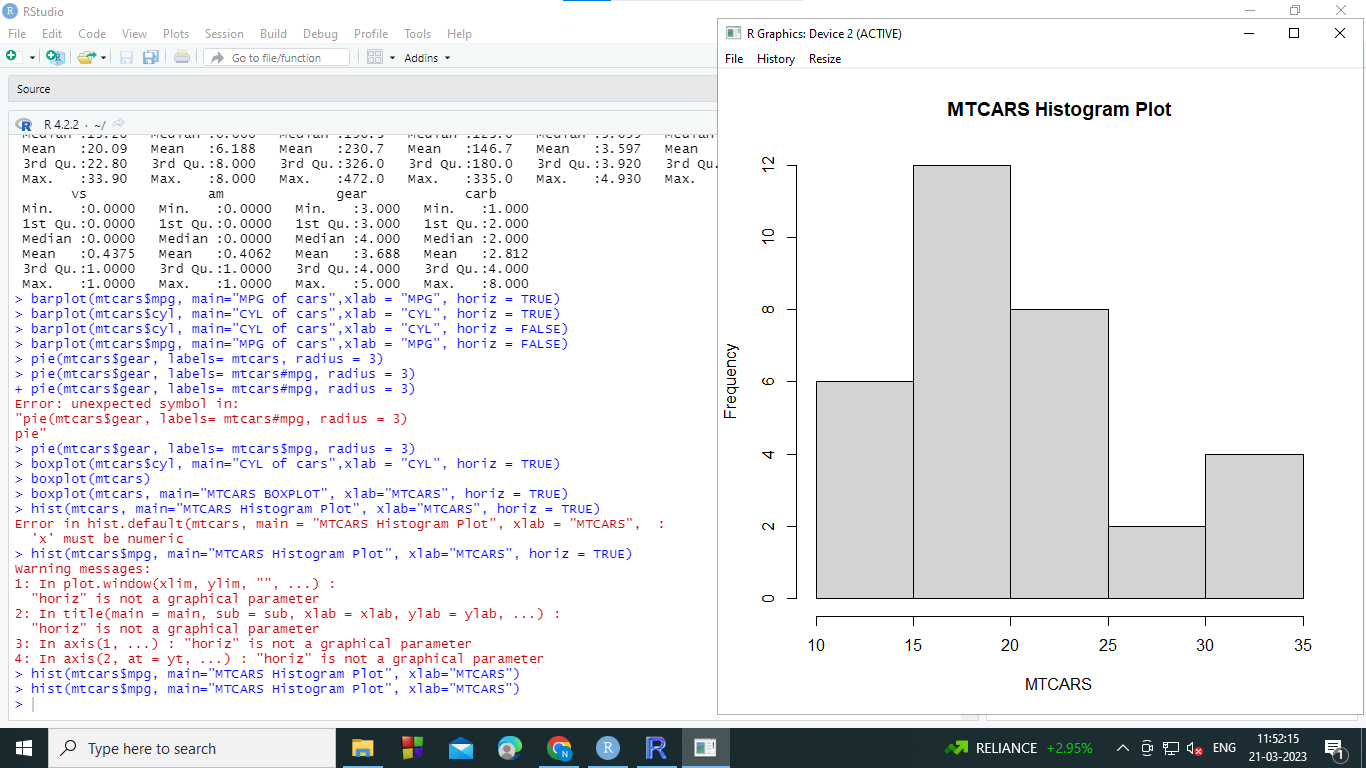 RStudio
File Edit Code View Plots Session Build Debug Profile Tools Help
Go to file/function Addins
Source
R 4.2.2 · ~/
Mean :20.09 Mean :6.188 Mean :230.7 Mean :146.7 Mean :3.597 Mean
3rd Qu.:22.80 3rd Qu.:8.000 3rd Qu.:326.0 3rd Qu.:180.0 3rd Qu.:3.920 3rd Qu.
Max. :33.90 Max. :8.000 Max. :472.0 Max. :335.0 Max. :4.930 Max.
vs am gear carb
Min. :0.0000 Min. :0.0000 Min. :3.000 Min. :1.000
1st Qu.:0.0000 1st Qu.:0.0000 1st Qu.:3.000 1st Qu.:2.000
Median :0.0000 Median :0.0000 Median :4.000 Median :2.000
Mean :0.4375 Mean :0.4062 Mean :3.688 Mean :2.812
3rd Qu.:1.0000 3rd Qu.:1.0000 3rd Qu.:4.000 3rd Qu.:4.000
Max. :1.0000 Max. :1.0000 Max. :5.000 Max. :8.000
> barplot(mtcars$mpg, main="MPG of cars",xlab = "MPG", horiz = TRUE)
> barplot(mtcars$cyl, main="CYL of cars",xlab = "CYL", horiz = TRUE)
> barplot(mtcars$cyl, main="CYL of cars",xlab = "CYL", horiz = FALSE)
> barplot(mtcars$mpg, main="MPG of cars",xlab = "MPG", horiz = FALSE)
> pie(mtcars$gear, labels= mtcars, radius = 3)
> pie(mtcars$gear, labels= mtcars#mpg, radius = 3)
+ pie(mtcars$gear, labels= mtcars#mpg, radius = 3)
Error: unexpected symbol in:
"pie(mtcars$gear, labels= mtcars#mpg, radius = 3)
pie"
> pie(mtcars$gear, labels= mtcars$mpg, radius = 3)
> boxplot(mtcars$cyl, main="CYL of cars",xlab = "CYL", horiz = TRUE)
> boxplot(mtcars)
> boxplot(mtcars, main="MTCARS BOXPLOT", xlab="MTCARS", horiz = TRUE)
> hist(mtcars, main="MTCARS Histogram Plot", xlab="MTCARS", horiz = TRUE)
Error in hist.default(mtcars, main = "MTCARS Histogram Plot", xlab = "MTCARS", :
'x' must be numeric
> hist(mtcars$mpg, main="MTCARS Histogram Plot", xlab="MTCARS", horiz = TRUE)
Warning messages:
1: In plot.window(xlim, ylim, "", ...) :
"horiz" is not a graphical parameter
2: In title(main = main, sub = sub, xlab = xlab, ylab = ylab, ...) :
"horiz" is not a graphical parameter
3: In axis(1, ...) : "horiz" is not a graphical parameter
4: In axis(2, at = yt, ...) : "horiz" is not a graphical parameter
> hist(mtcars$mpg, main="MTCARS Histogram Plot", xlab="MTCARS")
> hist(mtcars$mpg, main="MTCARS Histogram Plot", xlab="MTCARS")
>
R Graphics: Device 2 (ACTIVE)
File History Resize
MTCARS Histogram Plot
12
10
8
6
4
2
0
Frequency
10 15 20 25 30 35
MTCARS
Type here to search
RELIANCE +2.95%
ENG
11:52:15
21-03-2023
1